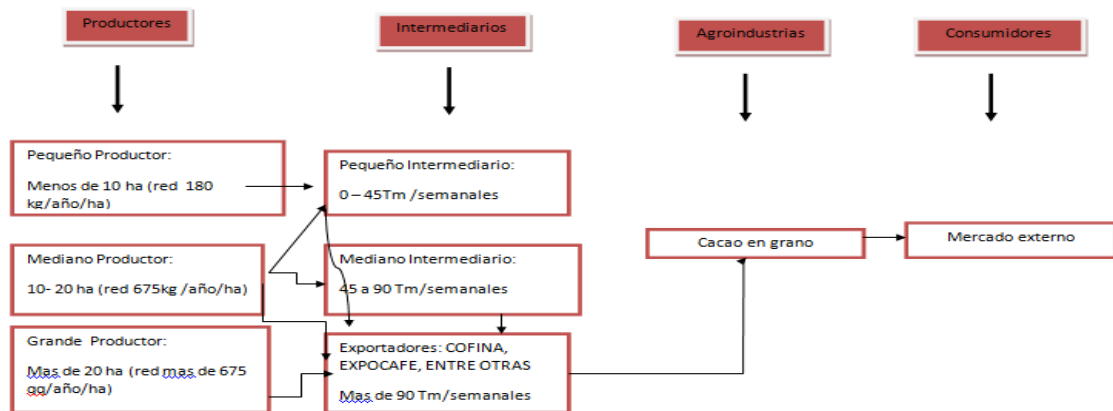 Productores
Intermediarios
Agroindustrias
Consumidores
Pequeño Productor:
Menos de 10 ha (red 180
kg/año/ha)
Pequeño Intermediario:
0 – 45Tm /semanales
Mediano Productor:
10- 20 ha (red 675kg /año/ha)
Mediano Intermediario:
45 a 90 Tm/semanales
Cacao en grano
Mercado externo
Grande Productor:
Mas de 20 ha (red mas de 675
qq/año/ha)
Exportadores: COFINA,
EXPOCAFE, ENTRE OTRAS
Mas de 90 Tm/semanales